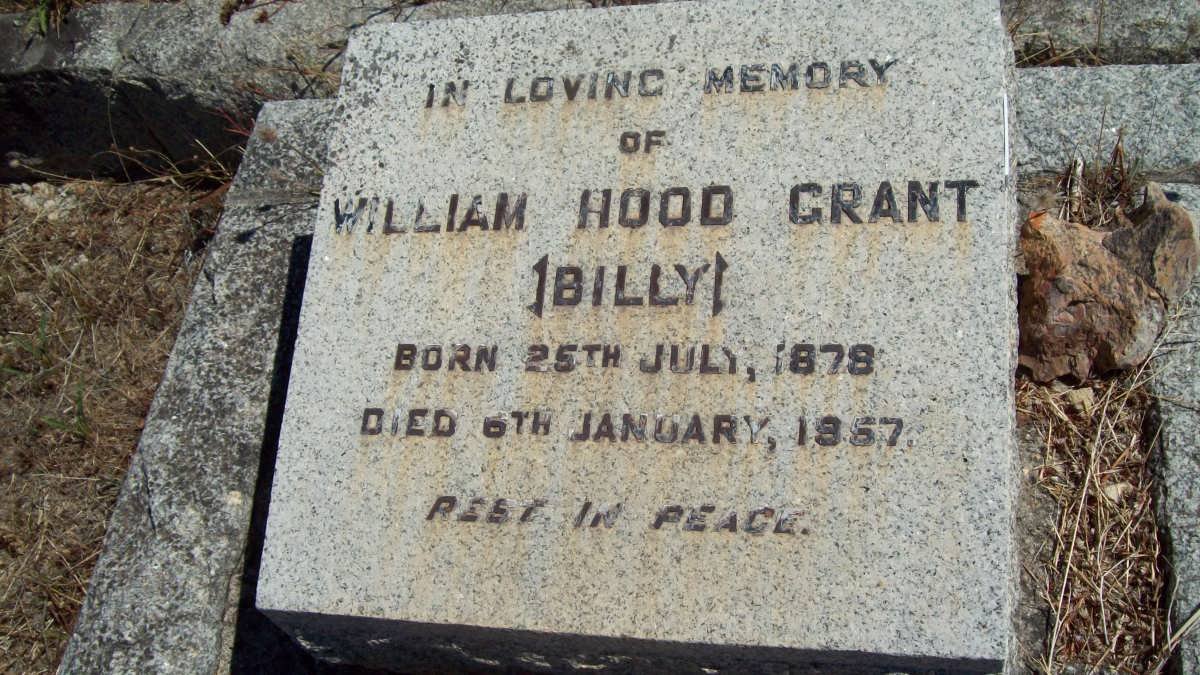 IN LOVING MEMORY
OF
WILLIAM HOOD GRANT
[BILLY]
BORN 25TH JULY, 1878
DIED 6TH JANUARY, 1957.
REST IN PEACE.